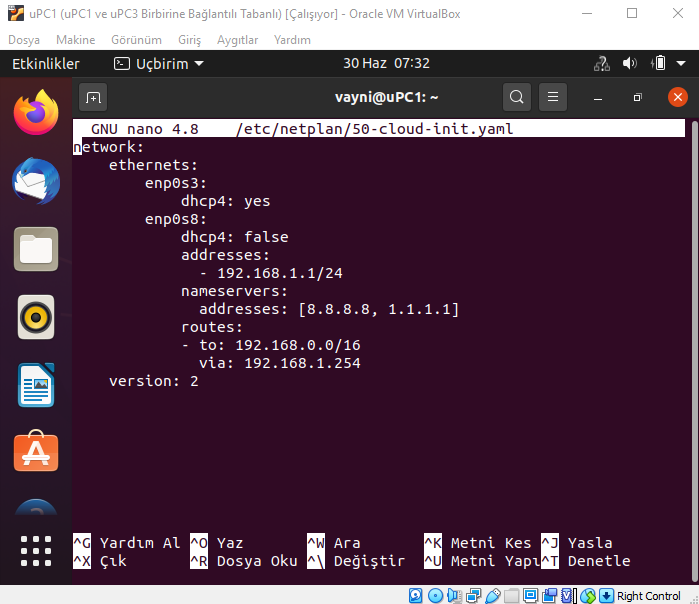 uPC1 (uPC1 ve uPC3 Birbirine Bağlantılı Tabanlı) [Çalışıyor] - Oracle VM VirtualBox
Dosya Makine Görünüm Giriş Aygıtlar Yardım
Etkinlikler Uçbirim 30 Haz 07:32
vayni@uPC1: ~
GNU nano 4.8 /etc/netplan/50-cloud-init.yaml
network:
    ethernets:
        enp0s3:
            dhcp4: yes
        enp0s8:
            dhcp4: false
            addresses:
              - 192.168.1.1/24
            nameservers:
              addresses: [8.8.8.8, 1.1.1.1]
            routes:
            - to: 192.168.0.0/16
              via: 192.168.1.254
    version: 2
^G Yardım Al ^O Yaz ^W Ara ^K Metni Kes ^J Yasla
^X Çık ^R Dosya Oku ^\ Değiştir ^U Metni Yapı^T Denetle
Right Control